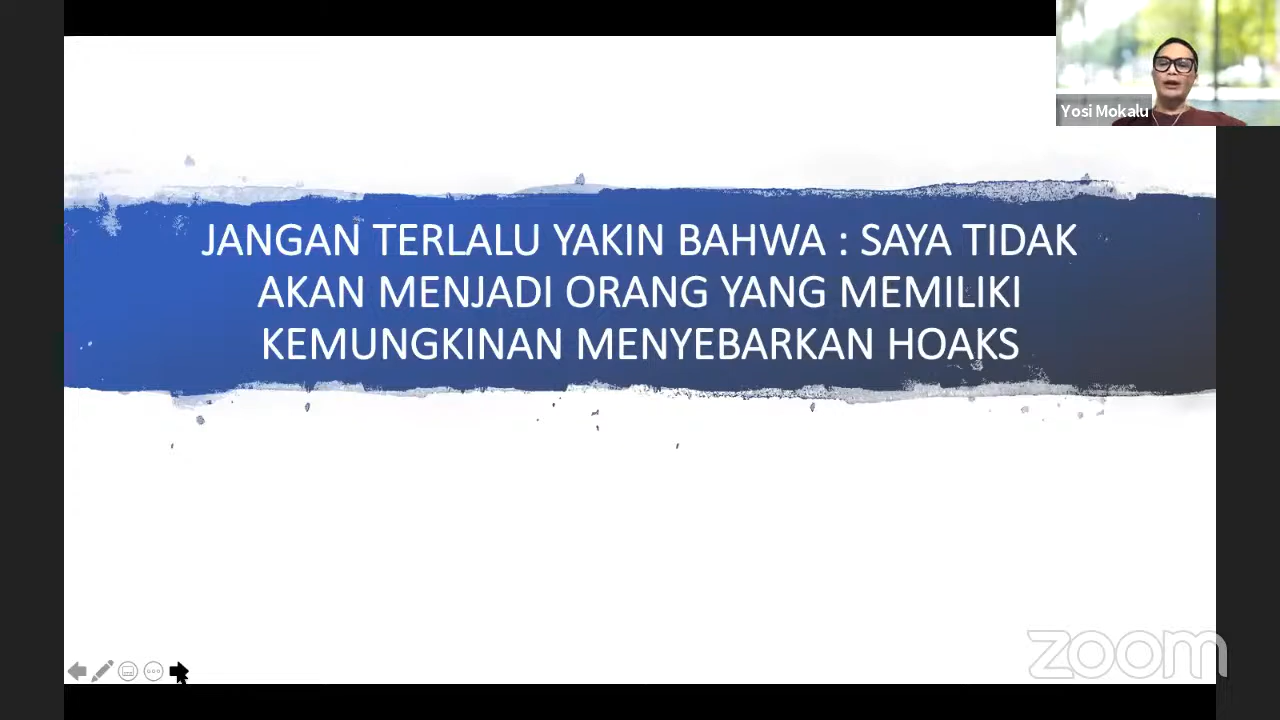 Yosi Mokalu
JANGAN TERLALU YAKIN BAHWA : SAYA TIDAK
AKAN MENJADI ORANG YANG MEMILIKI
KEMUNGKINAN MENYEBARKAN HOAKS
zoom